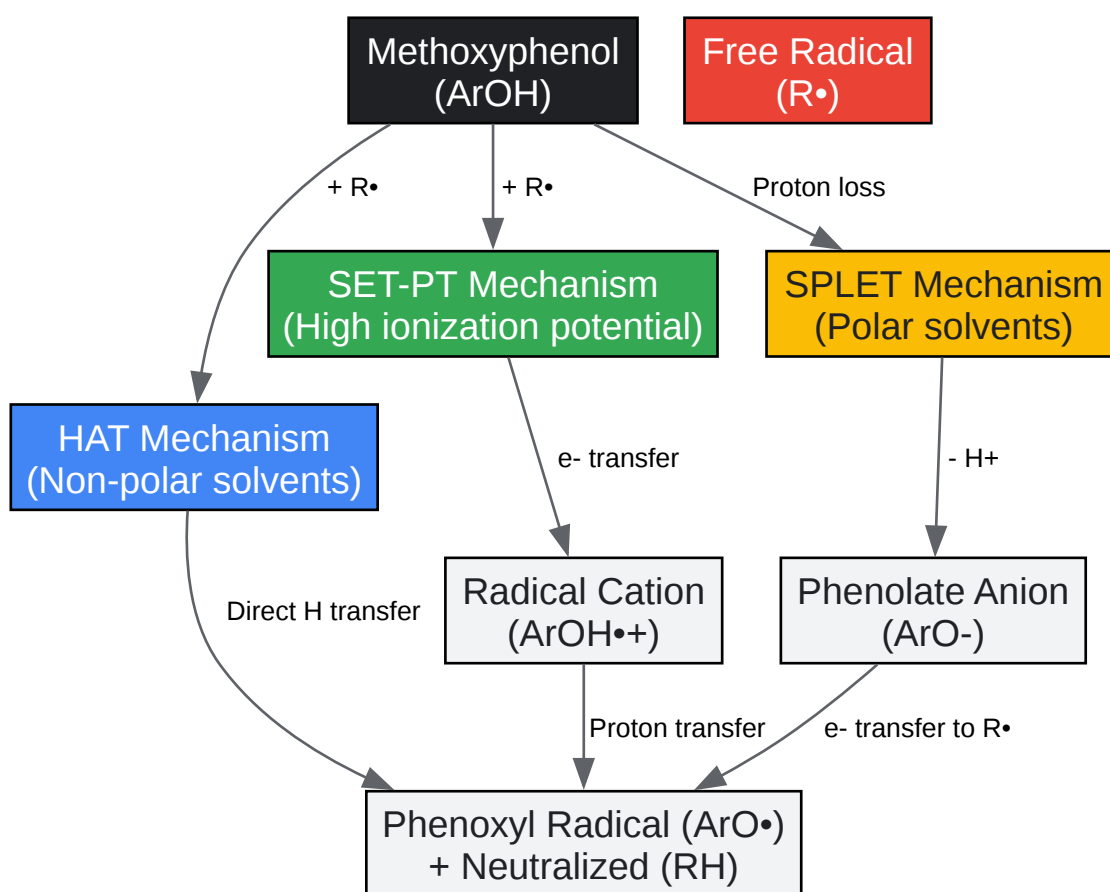 Methoxyphenol
(ArOH)
Free Radical
(R•)
+ R•
+ R•
Proton loss
SET-PT Mechanism
(High ionization potential)
SPLET Mechanism
(Polar solvents)
HAT Mechanism
(Non-polar solvents)
e- transfer
- H+
Direct H transfer
Radical Cation
(ArOH•+)
Phenolate Anion
(ArO-)
Proton transfer
e- transfer to R•
Phenoxyl Radical (ArO•)
+ Neutralized (RH)